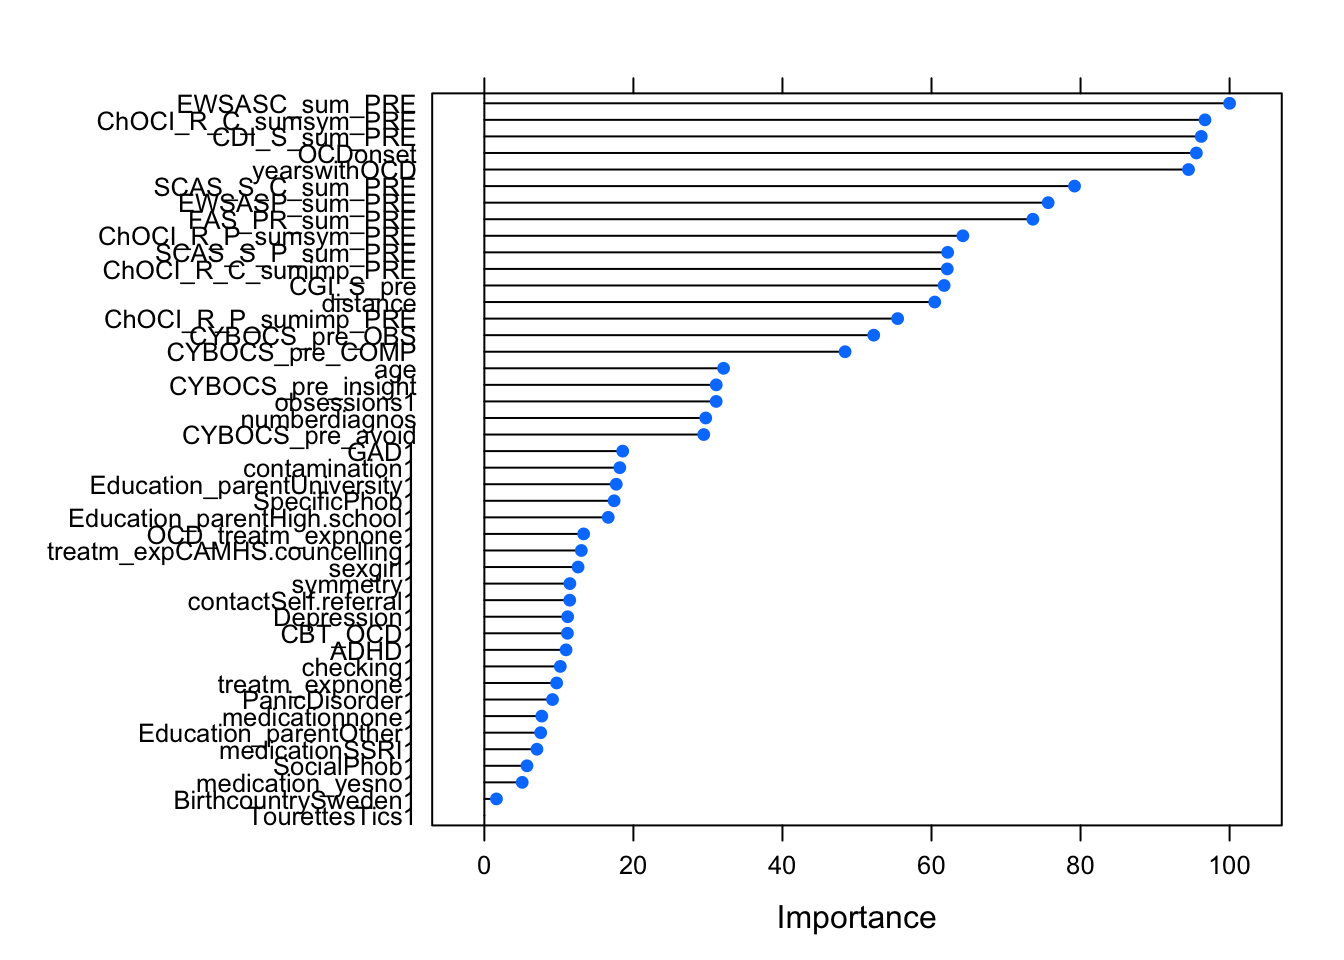 EWSASC_sum_PRE
ChOCI_R_C_sumsym_PRE
CDI_S_sum_PRE
OCDonset
yearswithOCD
SCAS_S_C_sum_PRE
EWSASP_sum_PRE
EAS_PR_sum_PRE
ChOCI_R_P_sumsym_PRE
SCAS_S_P_sum_PRE
ChOCI_R_C_sumimp_PRE
CGI_S_pre
distance
ChOCI_R_P_sumimp_PRE
CYBOCS_pre_OBS
CYBOCS_pre_COMP
age
CYBOCS_pre_insight
obsessions1
numberdiagnos
CYBOCS_pre_avoid
GAD1
contamination1
Education_parentUniversity1
SpecificPhob1
Education_parentHigh.school1
OCD_treatm_expnone1
treatm_expCAMHS.councelling1
sexgirl1
symmetry1
contactSelf.referral1
Depression1
CBT_OCD1
ADHD1
checking1
treatm_expnone1
PanicDisorder1
medicationnone1
Education_parentOther1
medicationSSRI1
SocialPhob1
medication_yesno1
BirthcountrySweden1
TourettesTics1
0 20 40 60 80 100
Importance